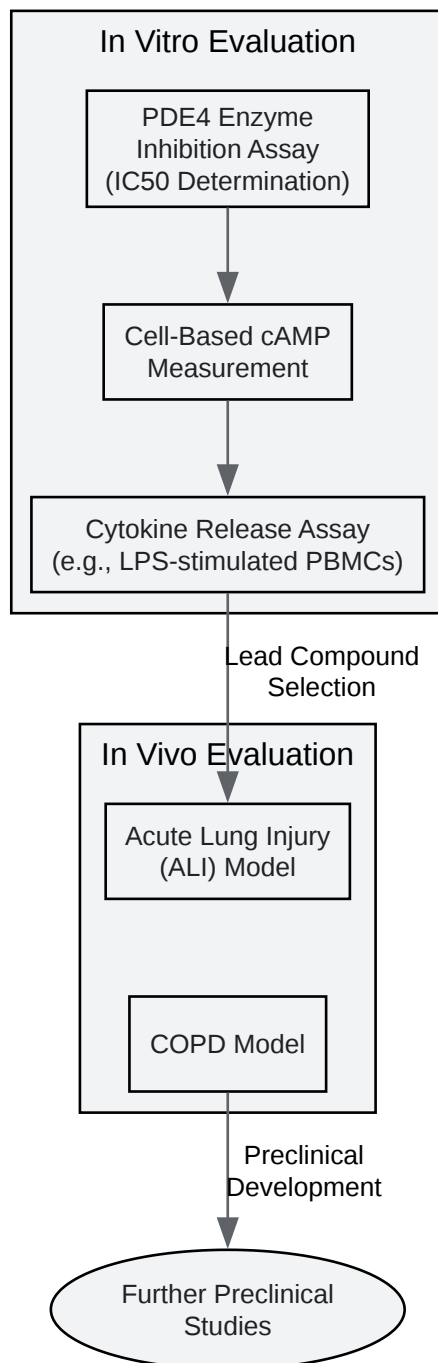 In Vitro Evaluation
PDE4 Enzyme
Inhibition Assay
(IC50 Determination)
Cell-Based cAMP
Measurement
Cytokine Release Assay
(e.g., LPS-stimulated PBMCs)
Lead Compound
Selection
In Vivo Evaluation
Acute Lung Injury
(ALI) Model
COPD Model
Preclinical
Development
Further Preclinical
Studies